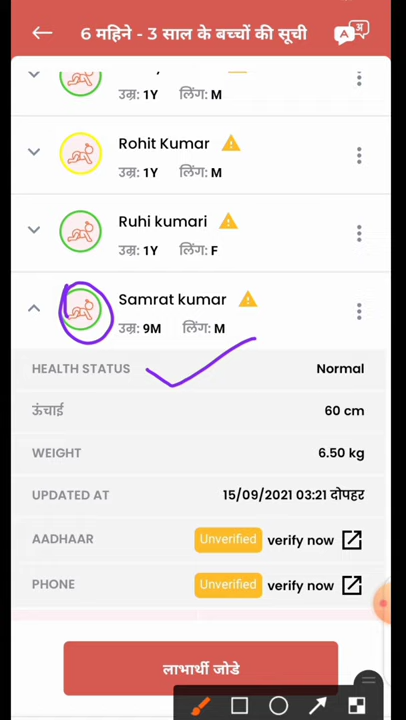 6 महिने - 3 साल के बच्चों की सूची
उम्र: 1Y लिंग: M
Rohit Kumar
उम्र: 1Y लिंग: M
Ruhi kumari
उम्र: 1Y लिंग: F
Samrat kumar
उम्र: 9M लिंग: M
HEALTH STATUS Normal
ऊंचाई 60 cm
WEIGHT 6.50 kg
UPDATED AT 15/09/2021 03:21 दोपहर
AADHAAR Unverified verify now
PHONE Unverified verify now
लाभार्थी जोडे